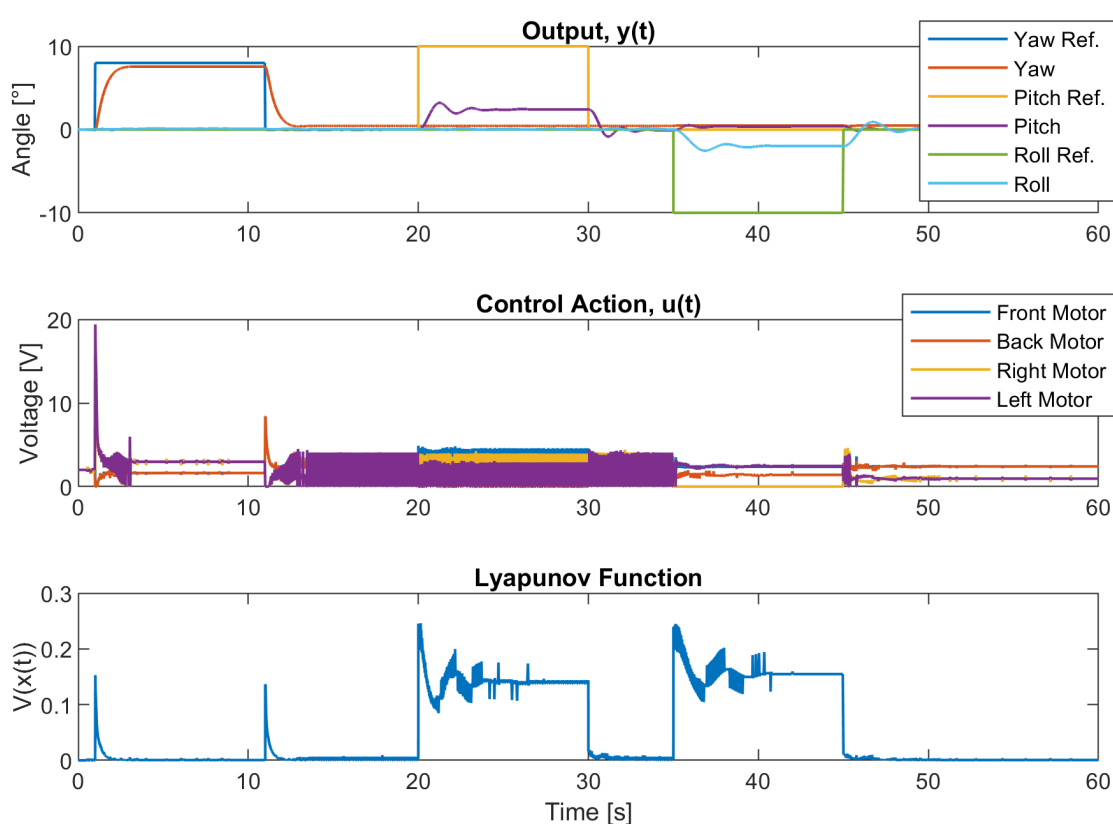 Output, y(t)
Angle [°]
10
0
-10
0 10 20 30 40 50 60
Yaw Ref.
Yaw
Pitch Ref.
Pitch
Roll Ref.
Roll
Control Action, u(t)
Voltage [V]
20
10
0
0 10 20 30 40 50 60
Front Motor
Back Motor
Right Motor
Left Motor
Lyapunov Function
V(x(t))
0.3
0.2
0.1
0
0 10 20 30 40 50 60
Time [s]